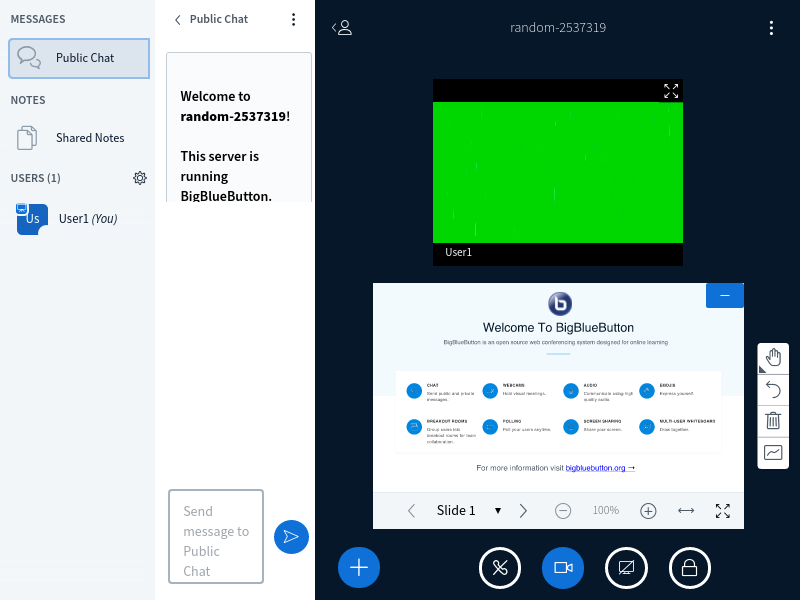 MESSAGES
Public Chat
NOTES
Shared Notes
USERS (1)
Us
User1 (You)
Public Chat
Welcome to
random-2537319!
This server is
running
BigBlueButton.
Send
message to
Public
Chat
random-2537319
User1
b
Welcome To BigBlueButton
BigBlueButton is an open source web conferencing system designed for online learning
CHAT
Send public and private
messages.
WEBCAMS
Hold visual meetings.
AUDIO
Communicate using high
quality audio.
EMOJIS
Express yourself.
BREAKOUT ROOMS
Group users into
breakout rooms for team
collaboration.
POLLING
Poll your users anytime.
SCREEN SHARING
Share your screen.
MULTI-USER WHITEBOARD
Draw together.
For more information visit bigbluebutton.org →
Slide 1
100%